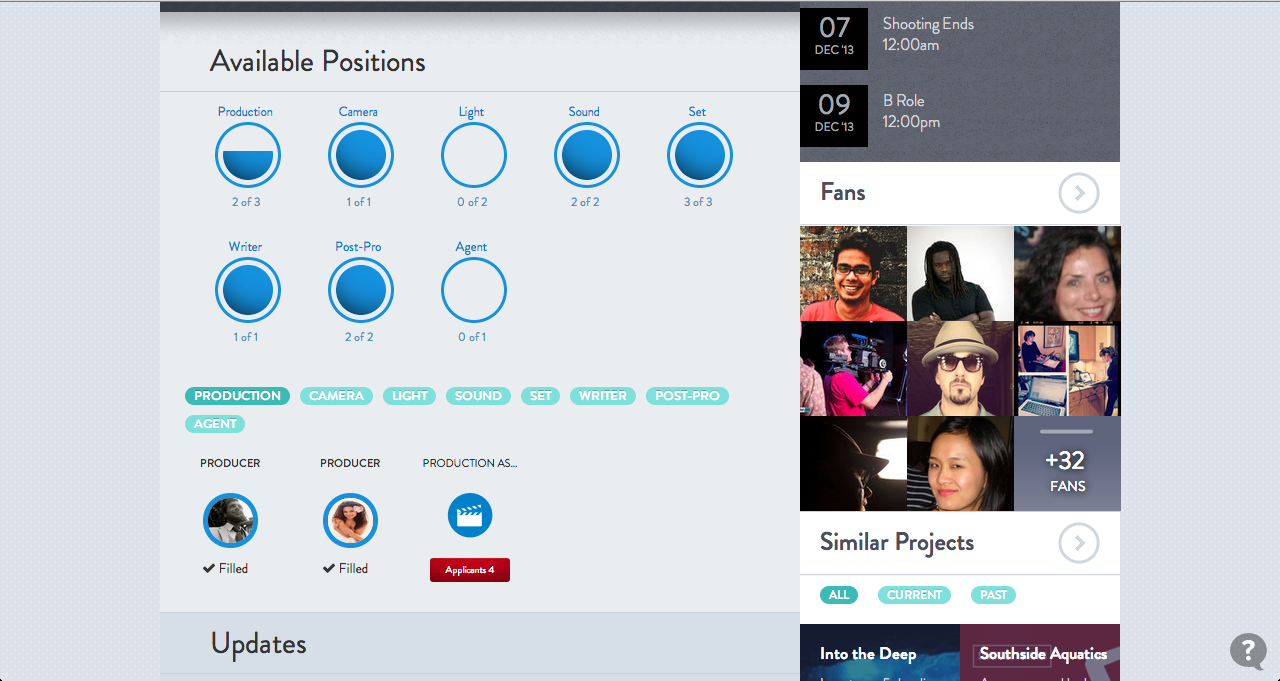 Available Positions
Production Camera Light Sound Set
2 of 3 1 of 1 0 of 2 2 of 2 3 of 3
Writer Post-Pro Agent
1 of 1 2 of 2 0 of 1
PRODUCTION CAMERA LIGHT SOUND SET WRITER POST-PRO
AGENT
PRODUCER PRODUCER PRODUCTION AS...
Filled Filled Applicants 4
Updates
07 Shooting Ends
DEC '13 12:00am
09 B Role
DEC '13 12:00pm
Fans
+32
FANS
Similar Projects
ALL CURRENT PAST
Into the Deep Southside Aquatics
?